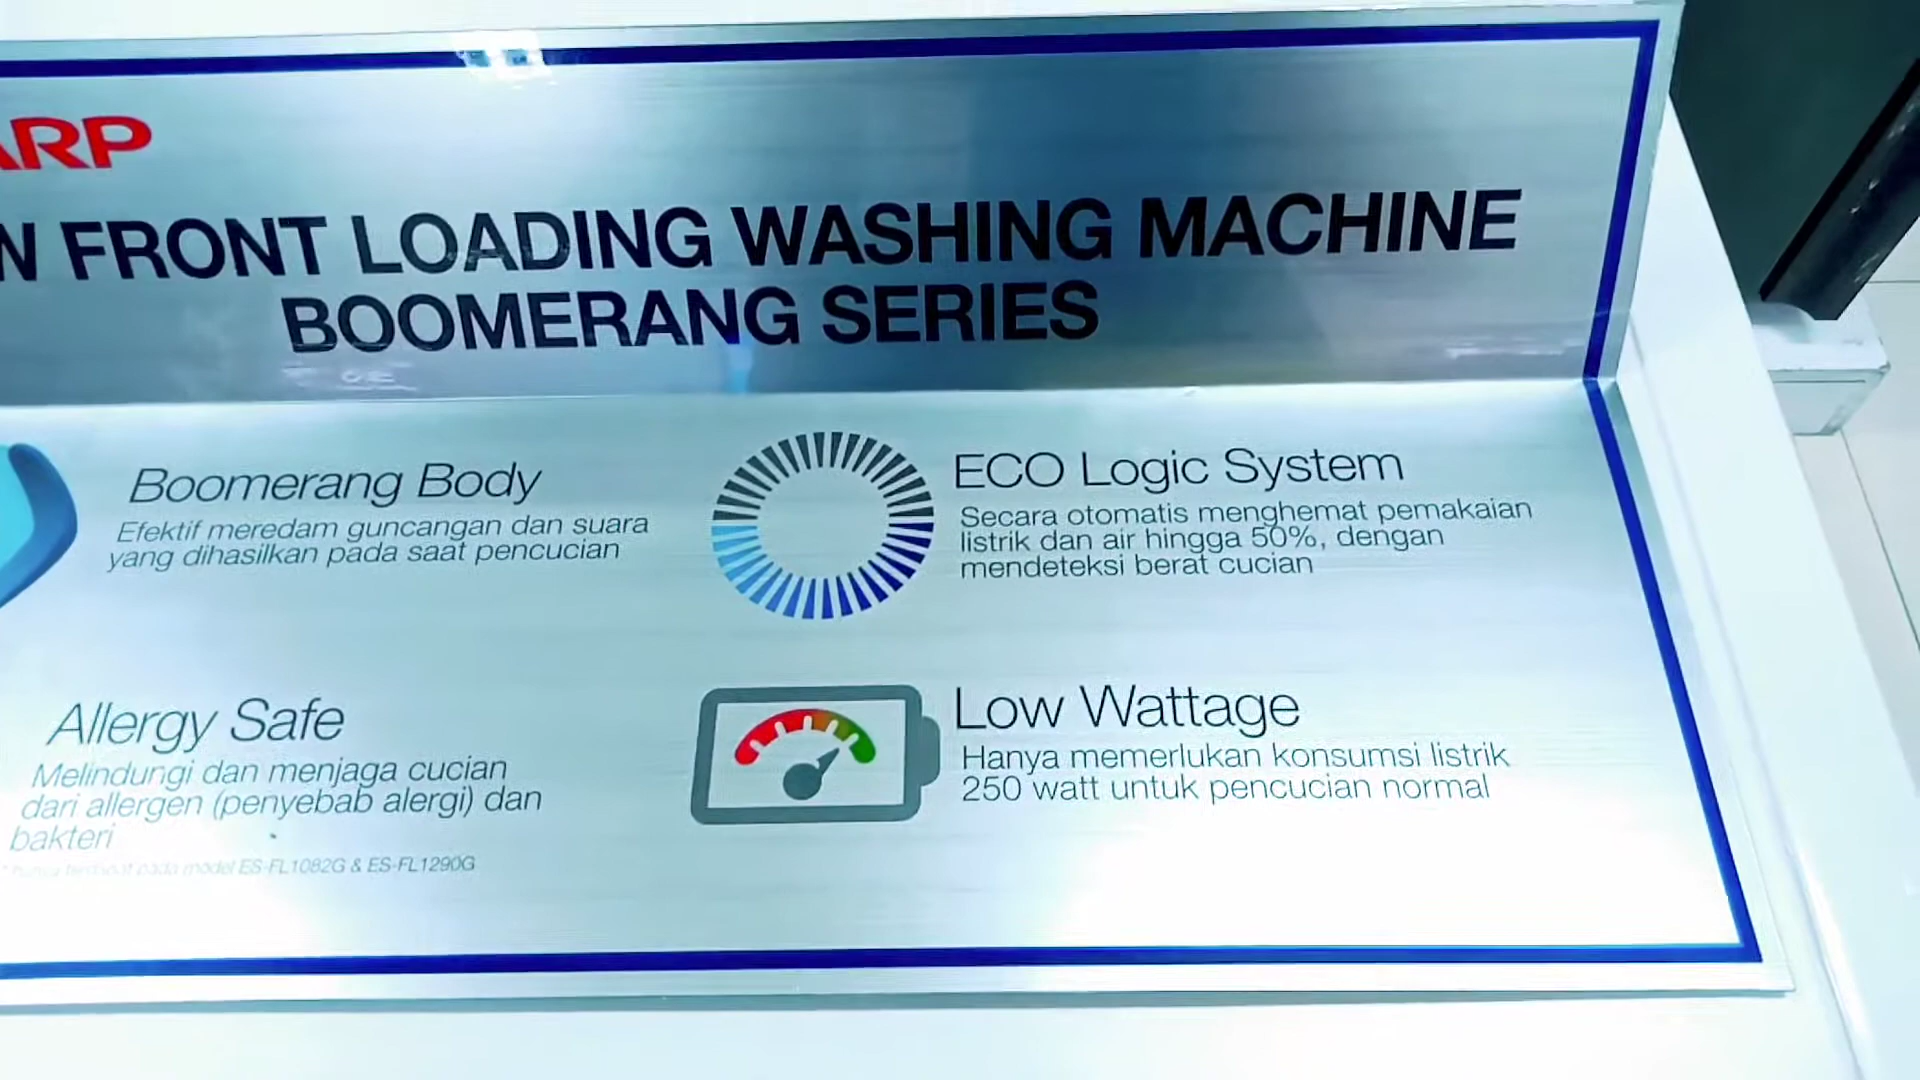 ARP
FRONT LOADING WASHING MACHINE
BOOMERANG SERIES
Boomerang Body
Efektif meredam guncangan dan suara
yang dihasilkan pada saat pencucian
ECO Logic System
Secara otomatis menghemat pemakaian
listrik dan air hingga 50%, dengan
mendeteksi berat cucian
Allergy Safe
Melindungi dan menjaga cucian
dari allergen (penyebab alergi) dan
bakteri
pada model ES-FL1082G & ES-FL1290G
Low Wattage
Hanya memerlukan konsumsi listrik
250 watt untuk pencucian normal